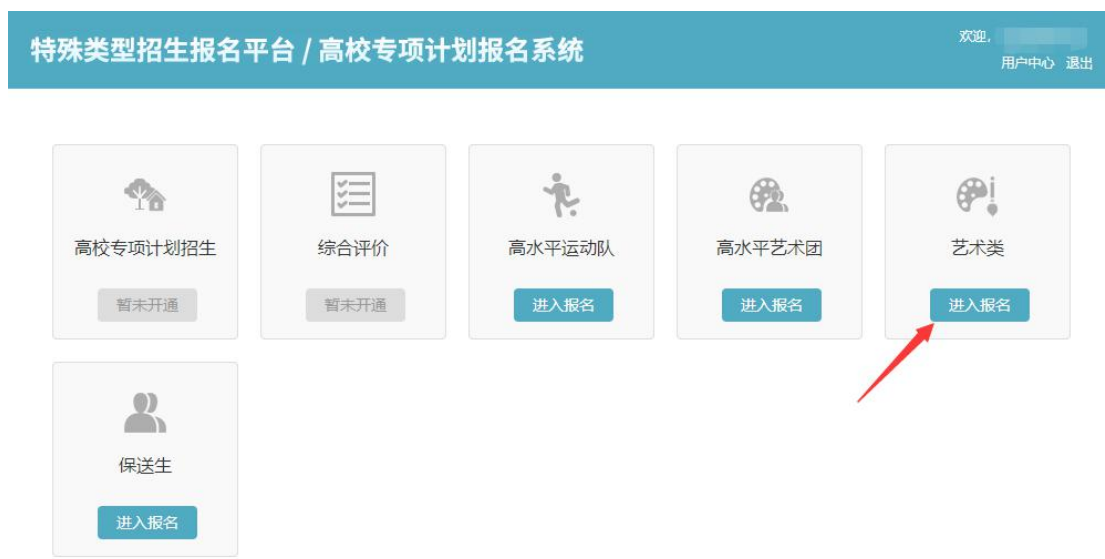 特殊类型招生报名平台 / 高校专项计划报名系统
欢迎,
用户中心 退出
高校专项计划招生
综合评价
高水平运动队
高水平艺术团
艺术类
暂未开通
暂未开通
进入报名
进入报名
进入报名
保送生
进入报名